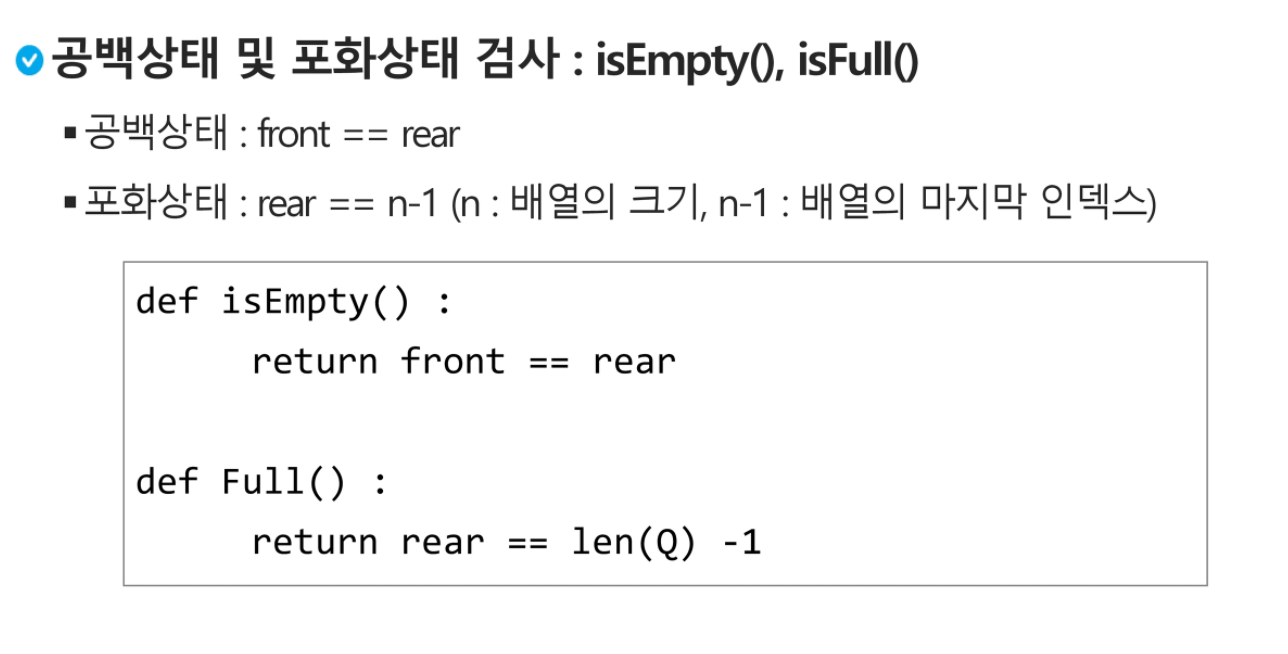 공백상태 및 포화상태 검사 : isEmpty(), isFull()
▪ 공백상태 : front == rear
▪ 포화상태 : rear == n-1 (n : 배열의 크기, n-1 : 배열의 마지막 인덱스)
def isEmpty() :
return front == rear
def Full() :
return rear == len(Q) -1